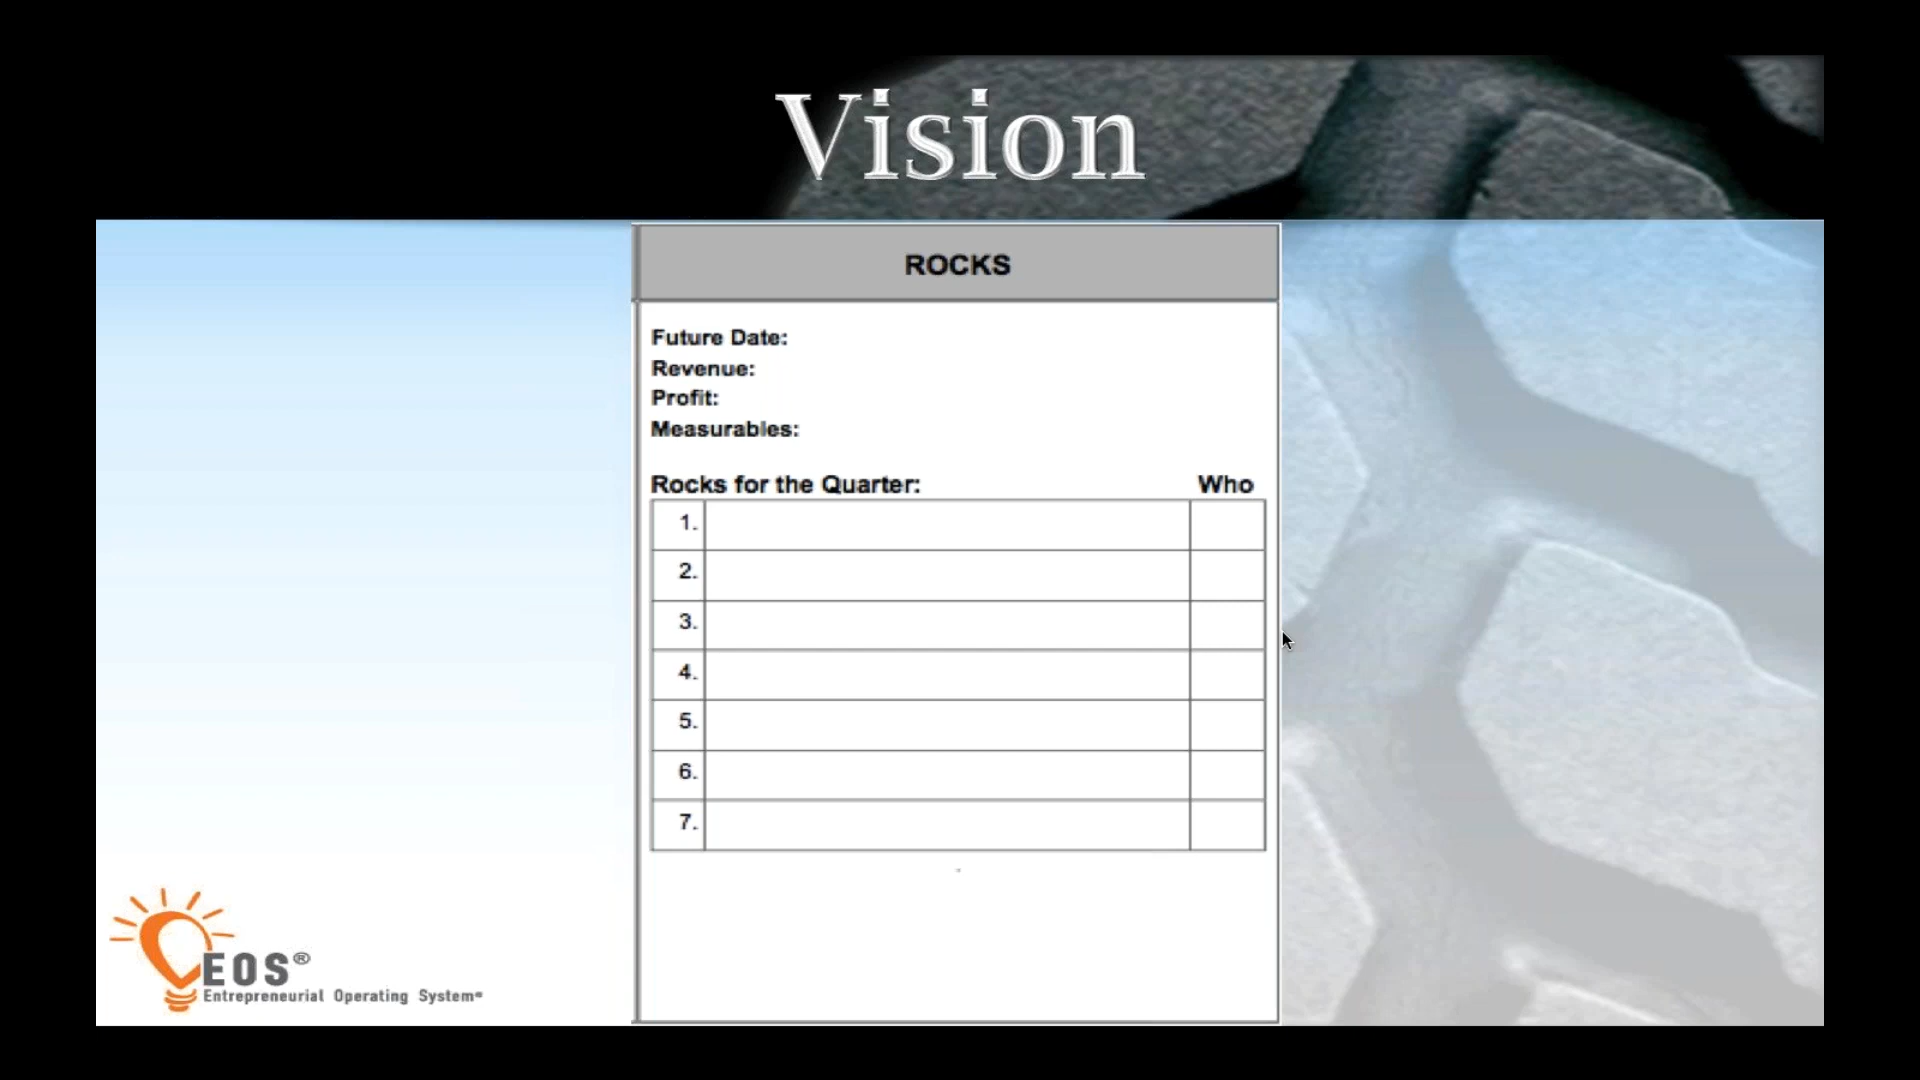 Vision
ROCKS
Future Date:
Revenue:
Profit:
Measurables:
Rocks for the Quarter: Who
1.
2.
3.
4.
5.
6.
7.
EOS®
Entrepreneurial Operating System®